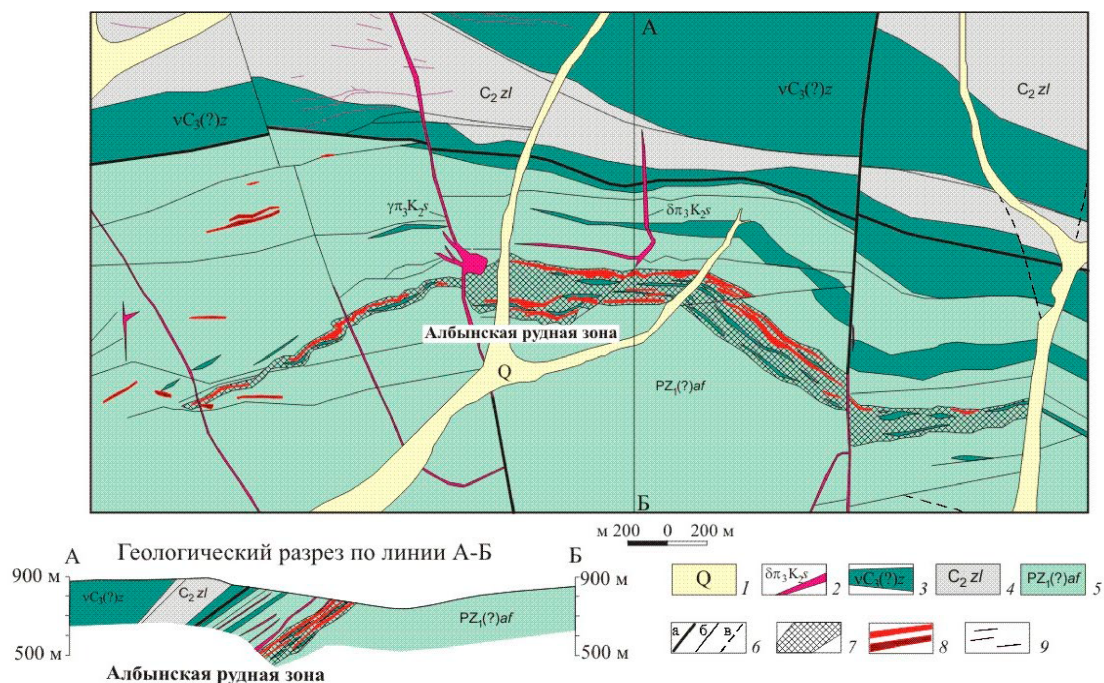 А
C₂ zl
νC₃(?)z
νC₃(?)z
C₂ zl
γπ₃K₂s
δπ₃K₂s
Албынская рудная зона
Q
PZ₁(?)af
Б
м 200 0 200 м
А Геологический разрез по линии А-Б Б
900 м
νC₃(?)z
C₂ zl
PZ₁(?)af
900 м
500 м
500 м
Албынская рудная зона
Q 1
δπ₃K₂s 2
νC₃(?)z 3
C₂ zl 4
PZ₁(?)af 5
а б в 6
7
8
9